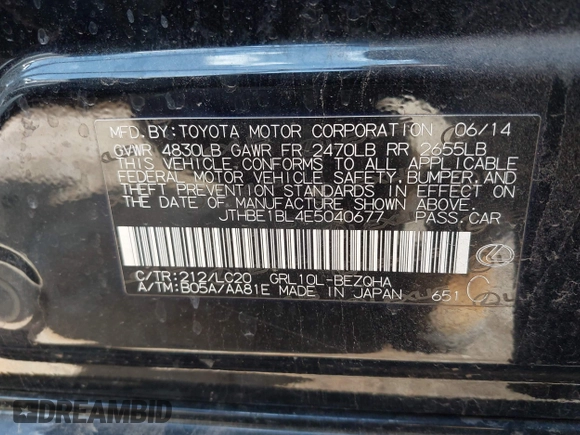 MFD.BY:TOYOTA MOTOR CORPORATION 06/14
GVWR 4830LB GAWR FR 2470LB RR 2655LB
THIS VEHICLE CONFORMS TO ALL APPLICABLE
FEDERAL MOTOR VEHICLE SAFETY,BUMPER,AND
THEFT PREVENTION STANDARDS IN EFFECT ON
THE DATE OF MANUFACTURE SHOWN ABOVE.
JTHBE1BL4E5040677 PASS.CAR
C/TR:212/LC20 GRL10L-BEZQHA
A/TM:B05A/AA81E MADE IN JAPAN 651
DREAMBID